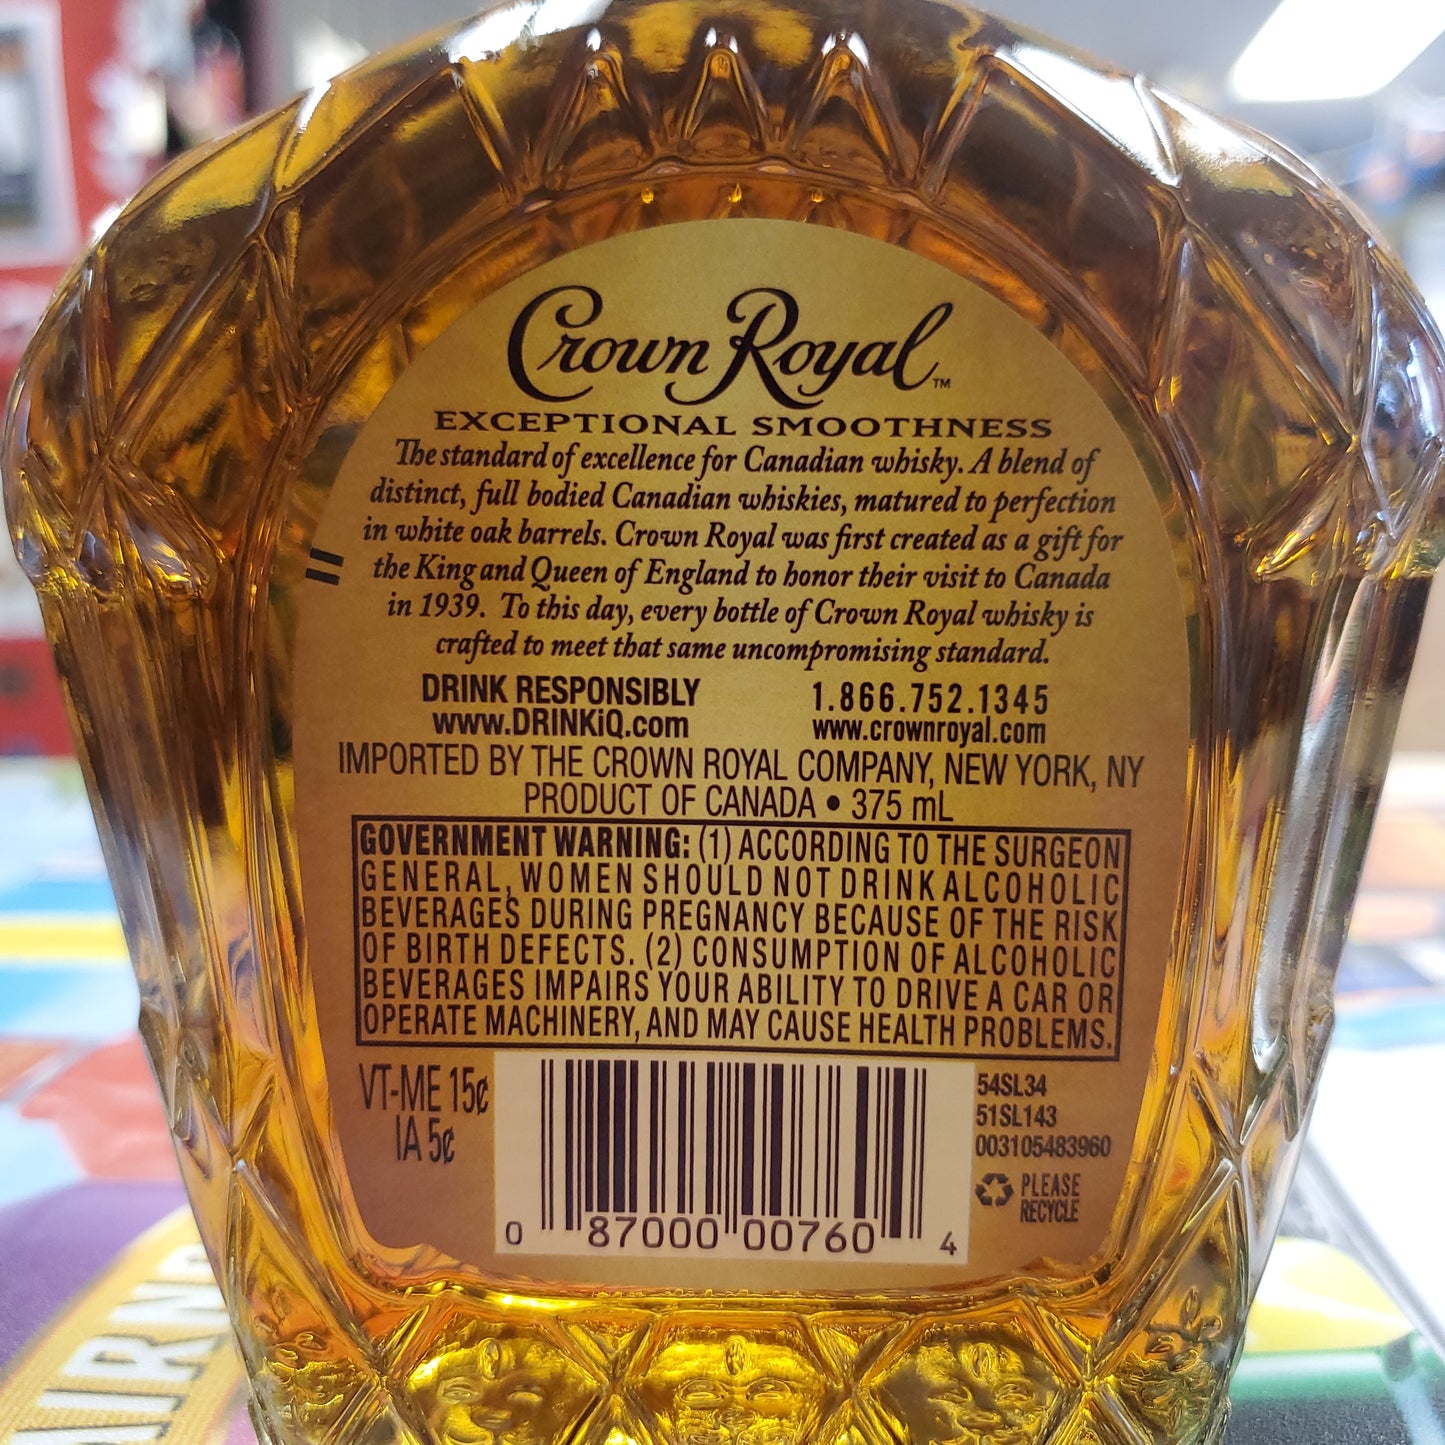 Crown Royal™
EXCEPTIONAL SMOOTHNESS
The standard of excellence for Canadian whisky. A blend of
distinct, full bodied Canadian whiskies, matured to perfection
in white oak barrels. Crown Royal was first created as a gift for
the King and Queen of England to honor their visit to Canada
in 1939. To this day, every bottle of Crown Royal whisky is
crafted to meet that same uncompromising standard.
DRINK RESPONSIBLY 1.866.752.1345
www.DRINKiQ.com www.crownroyal.com
IMPORTED BY THE CROWN ROYAL COMPANY, NEW YORK, NY
PRODUCT OF CANADA • 375 mL
GOVERNMENT WARNING: (1) ACCORDING TO THE SURGEON
GENERAL, WOMEN SHOULD NOT DRINK ALCOHOLIC
BEVERAGES DURING PREGNANCY BECAUSE OF THE RISK
OF BIRTH DEFECTS. (2) CONSUMPTION OF ALCOHOLIC
BEVERAGES IMPAIRS YOUR ABILITY TO DRIVE A CAR OR
OPERATE MACHINERY, AND MAY CAUSE HEALTH PROBLEMS.
VT-ME 15¢
IA 5¢
0 87000 00760 4
54SL34
51SL143
003105483960
PLEASE
RECYCLE